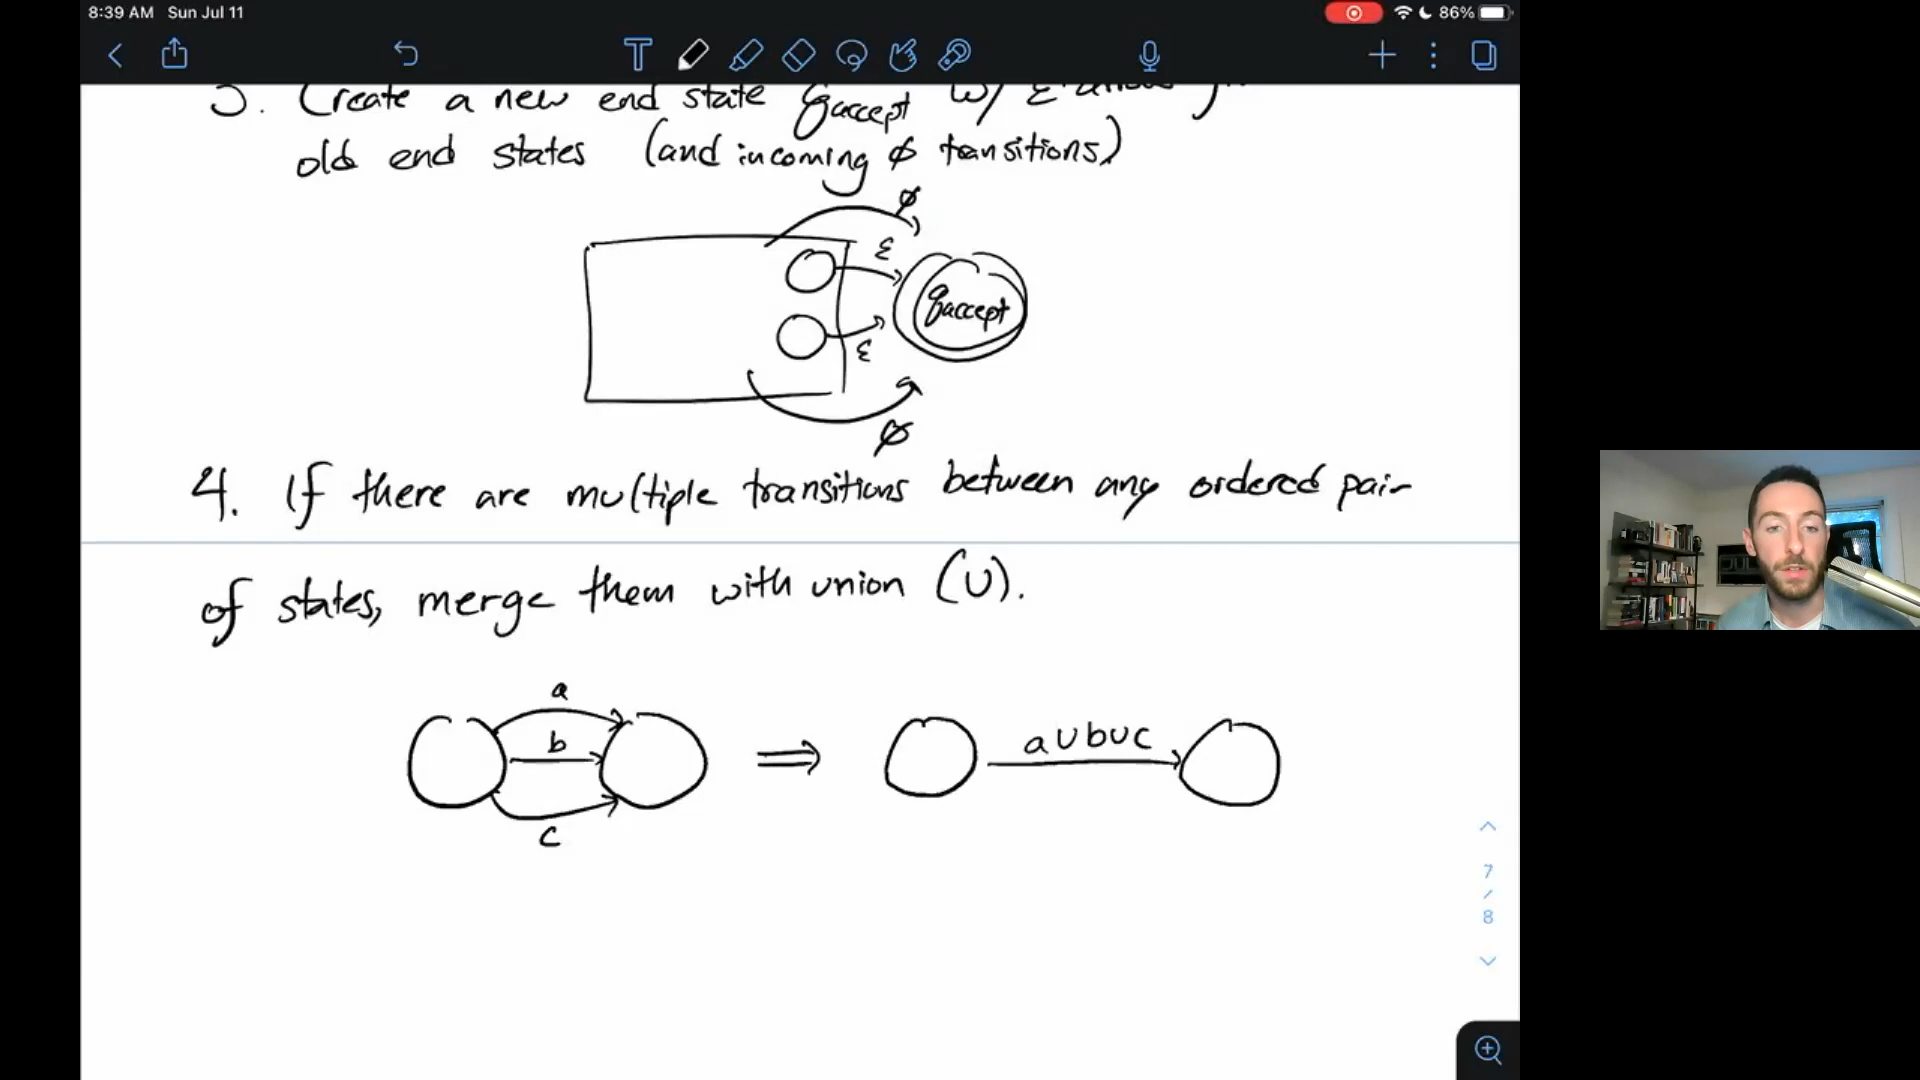 8:39 AM Sun Jul 11
86%
3. Create a new end state qaccept w/ ε
old end states (and incoming ∅ transitions)
∅
ε
qaccept
ε
∅
4. If there are multiple transitions between any ordered pair
of states, merge them with union (∪).
a
b
c
⇒
a∪b∪c
7
/
8